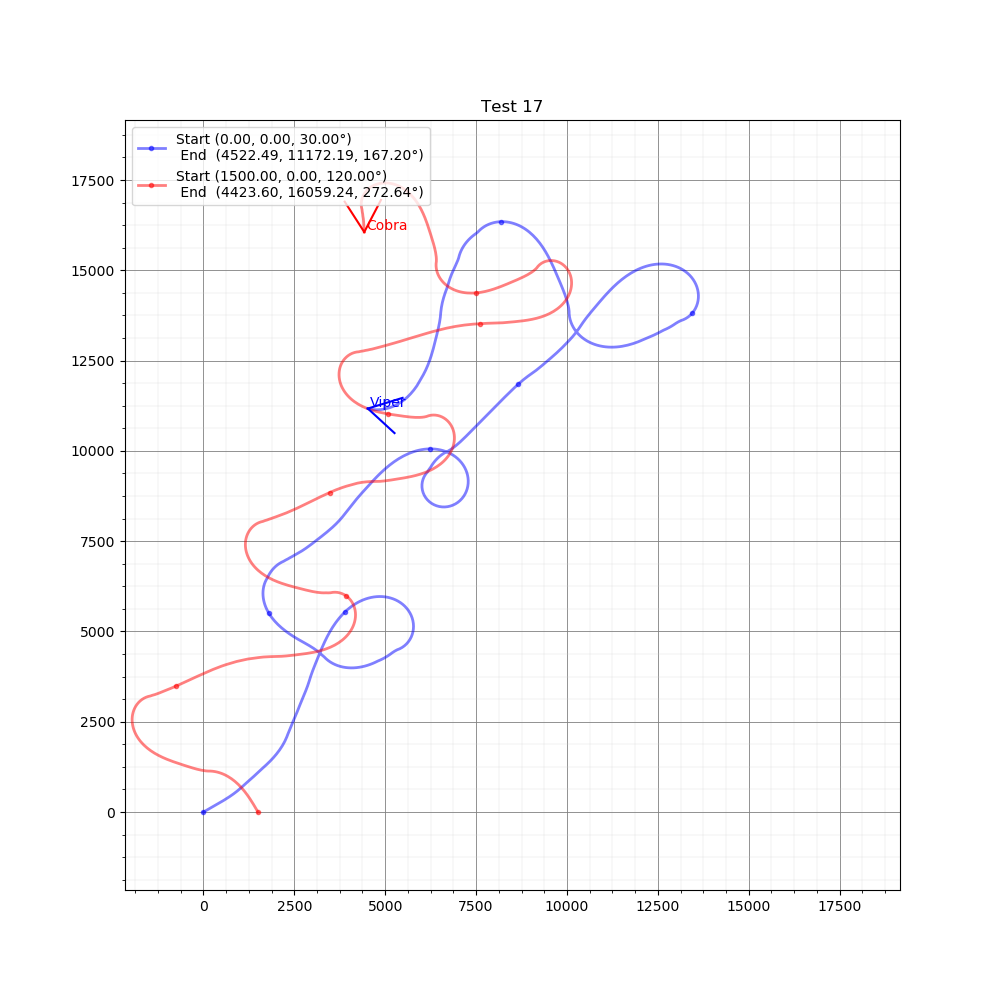 Test 17
Start (0.00, 0.00, 30.00°)
End (4522.49, 11172.19, 167.20°)
Start (1500.00, 0.00, 120.00°)
End (4423.60, 16059.24, 272.64°)
Cobra
Viper
17500
15000
12500
10000
7500
5000
2500
0
0 2500 5000 7500 10000 12500 15000 17500